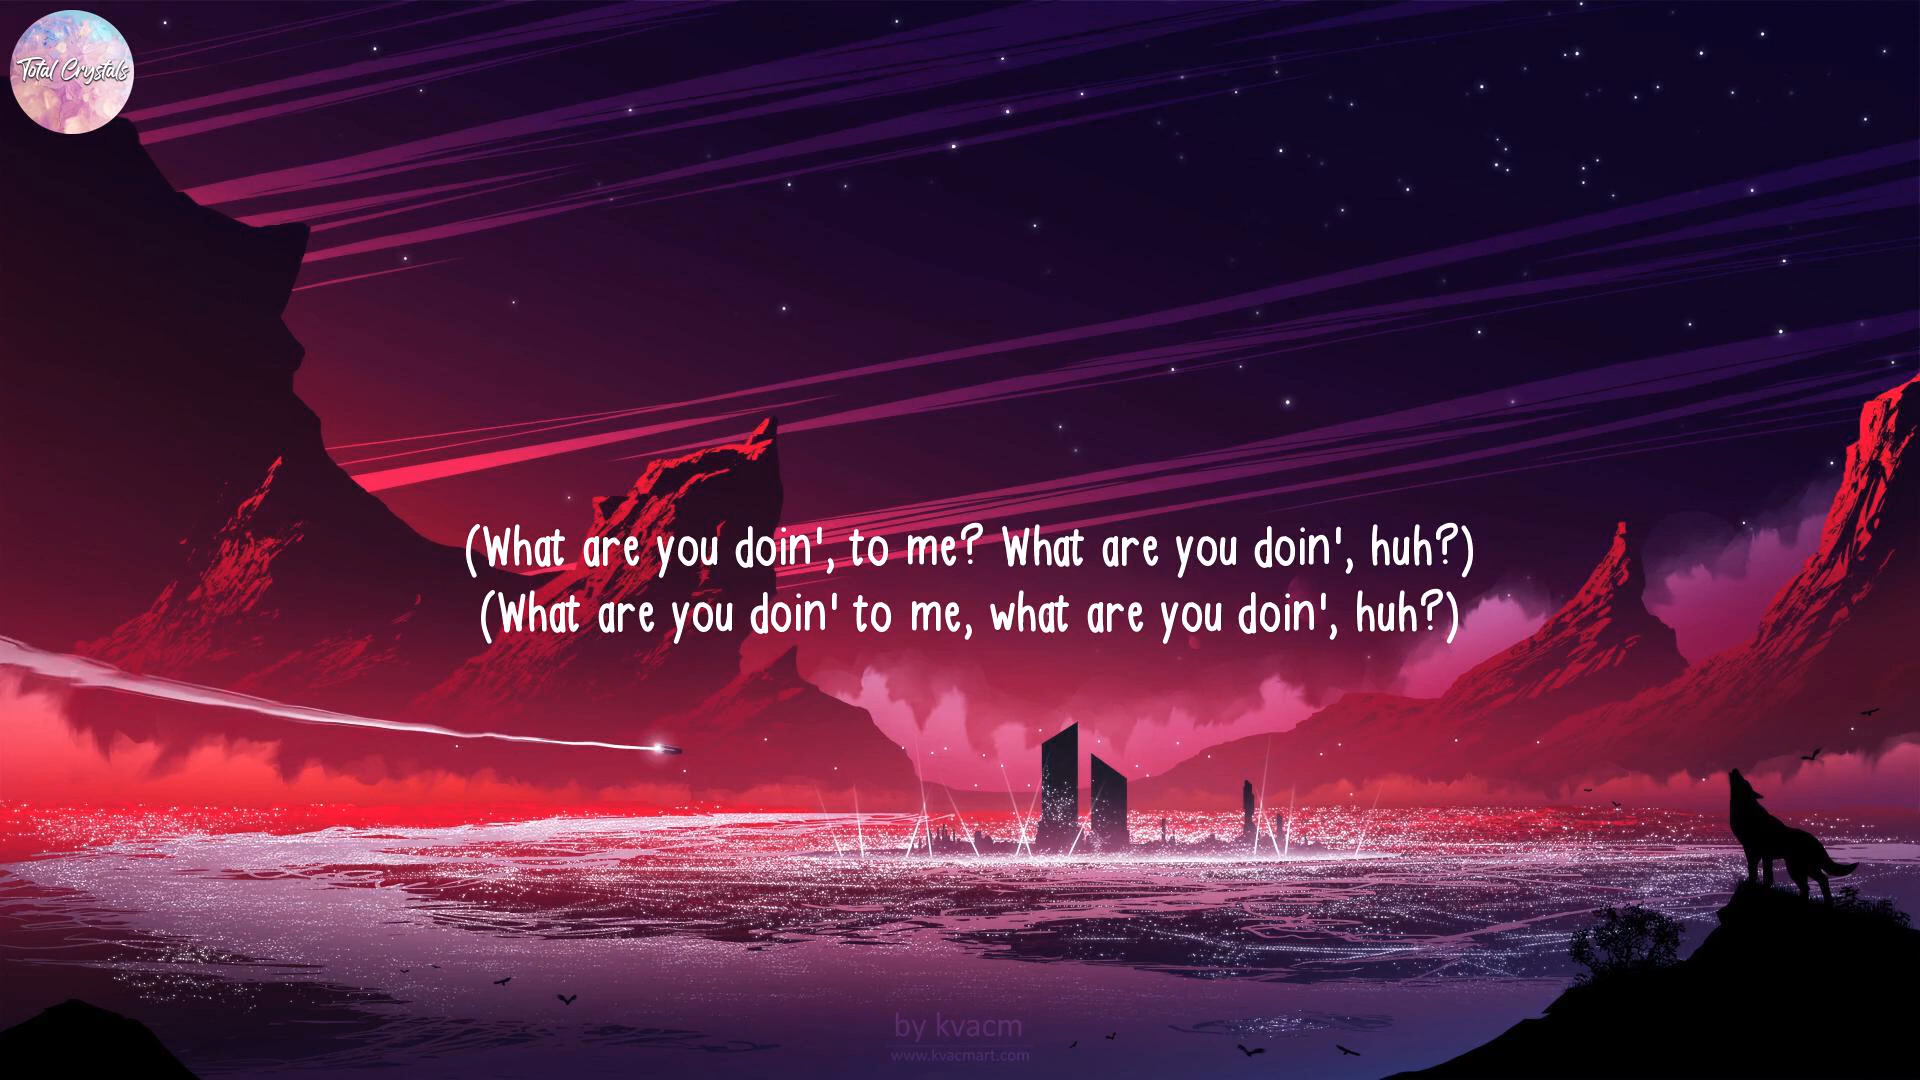 Total Crystals
(What are you doin', to me? What are you doin', huh?)
(What are you doin' to me, what are you doin', huh?)
by kvacm
www.kvacmart.com